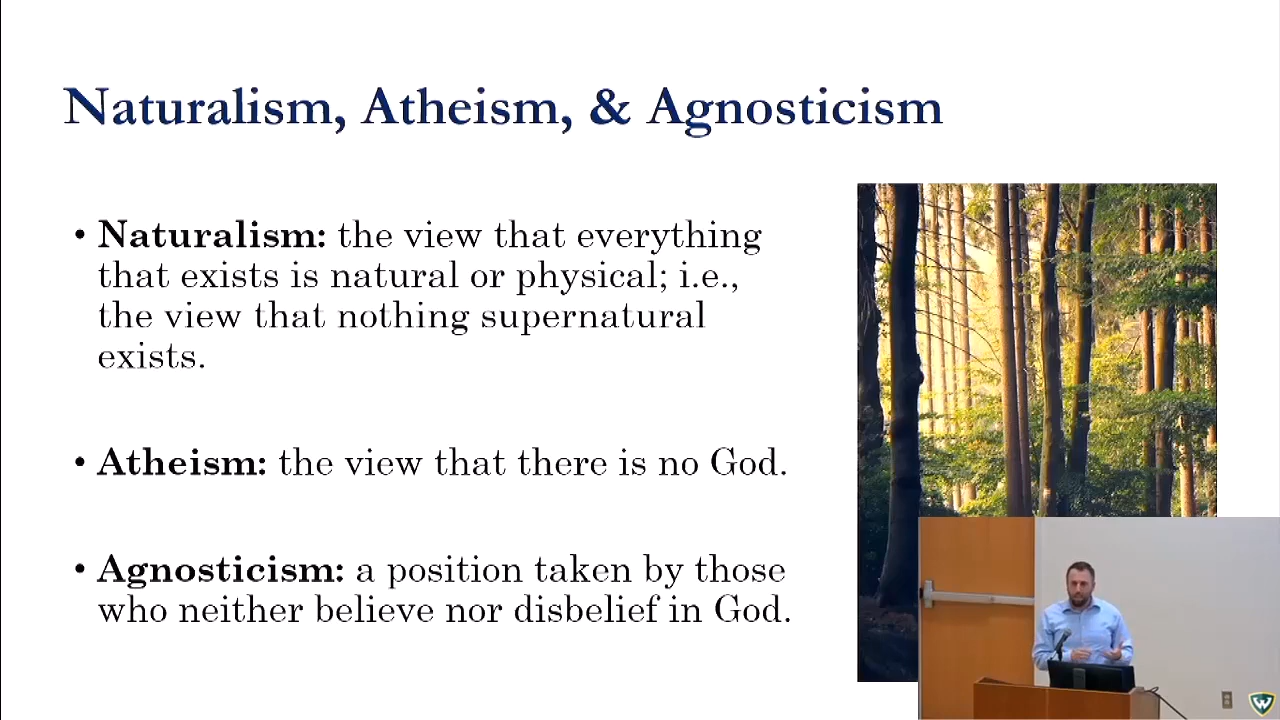 Naturalism, Atheism, & Agnosticism
• Naturalism: the view that everything
that exists is natural or physical; i.e.,
the view that nothing supernatural
exists.
• Atheism: the view that there is no God.
• Agnosticism: a position taken by those
who neither believe nor disbelief in God.
W